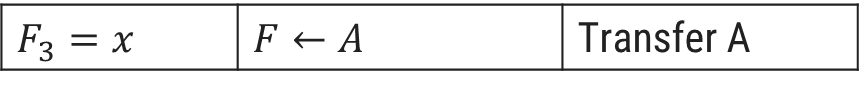 F₃ = x F ← A Transfer A